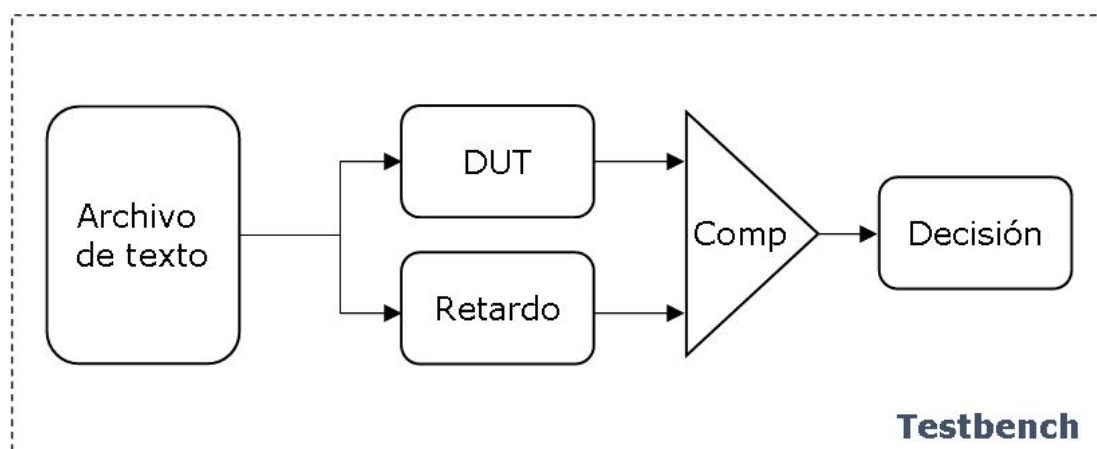 Archivo
de texto
DUT
Retardo
Comp
Decisión
Testbench